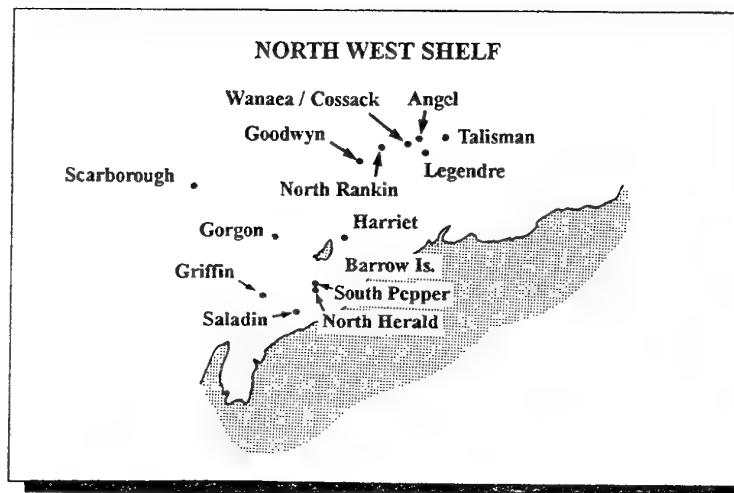 NORTH WEST SHELF
Wanaea / Cossack
Angel
Goodwyn
Talisman
Legendre
Scarborough
North Rankin
Gorgon
Harriet
Barrow Is.
Griffin
South Pepper
Saladin
North Herald